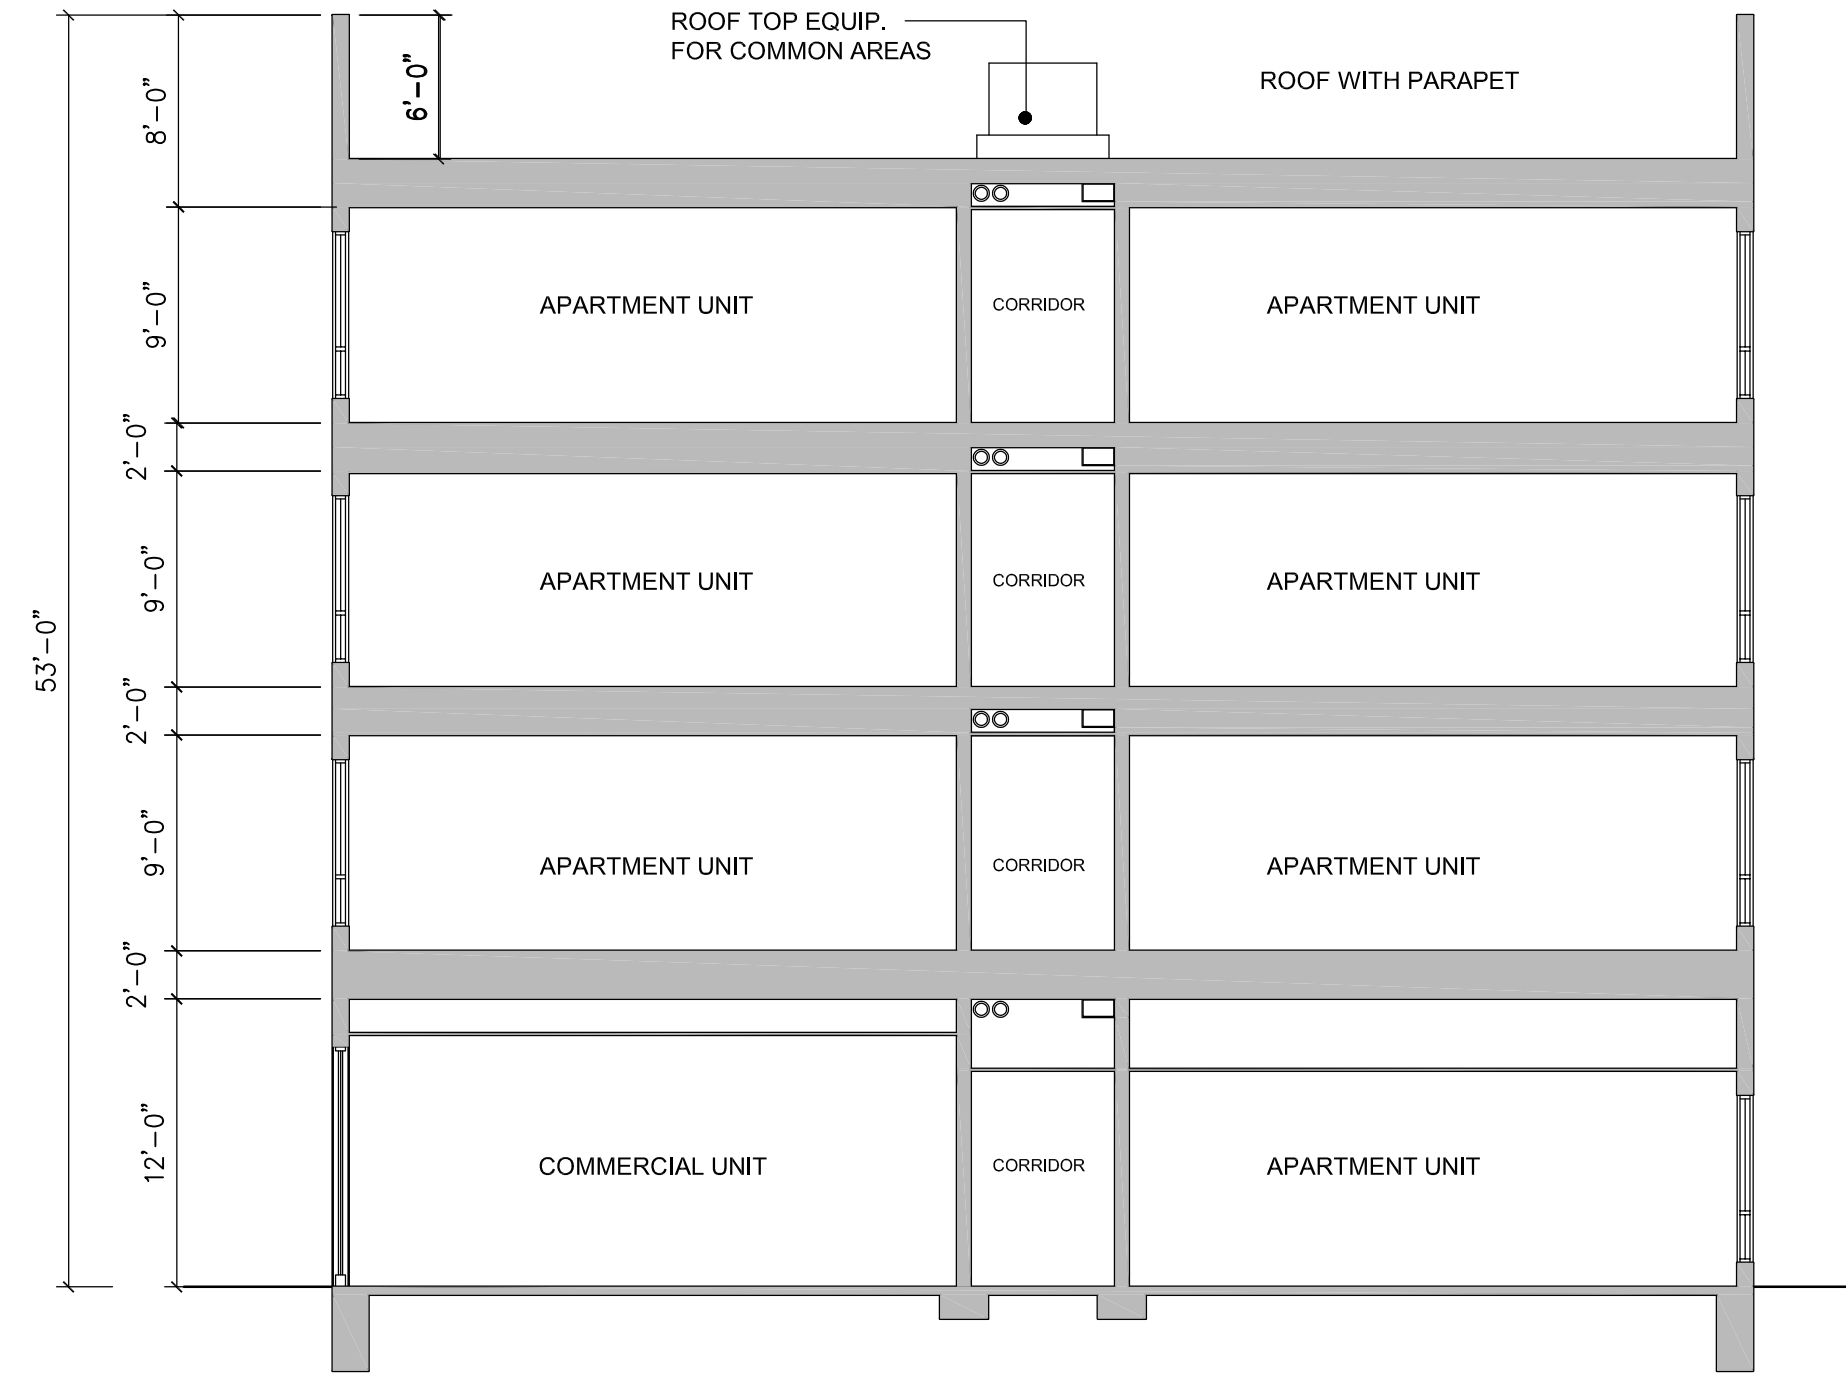 ROOF TOP EQUIP.
FOR COMMON AREAS
ROOF WITH PARAPET
6'-0"
8'-0"
9'-0"
APARTMENT UNIT
CORRIDOR
APARTMENT UNIT
2'-0"
9'-0"
APARTMENT UNIT
CORRIDOR
APARTMENT UNIT
53'-0"
2'-0"
9'-0"
APARTMENT UNIT
CORRIDOR
APARTMENT UNIT
2'-0"
12'-0"
COMMERCIAL UNIT
CORRIDOR
APARTMENT UNIT